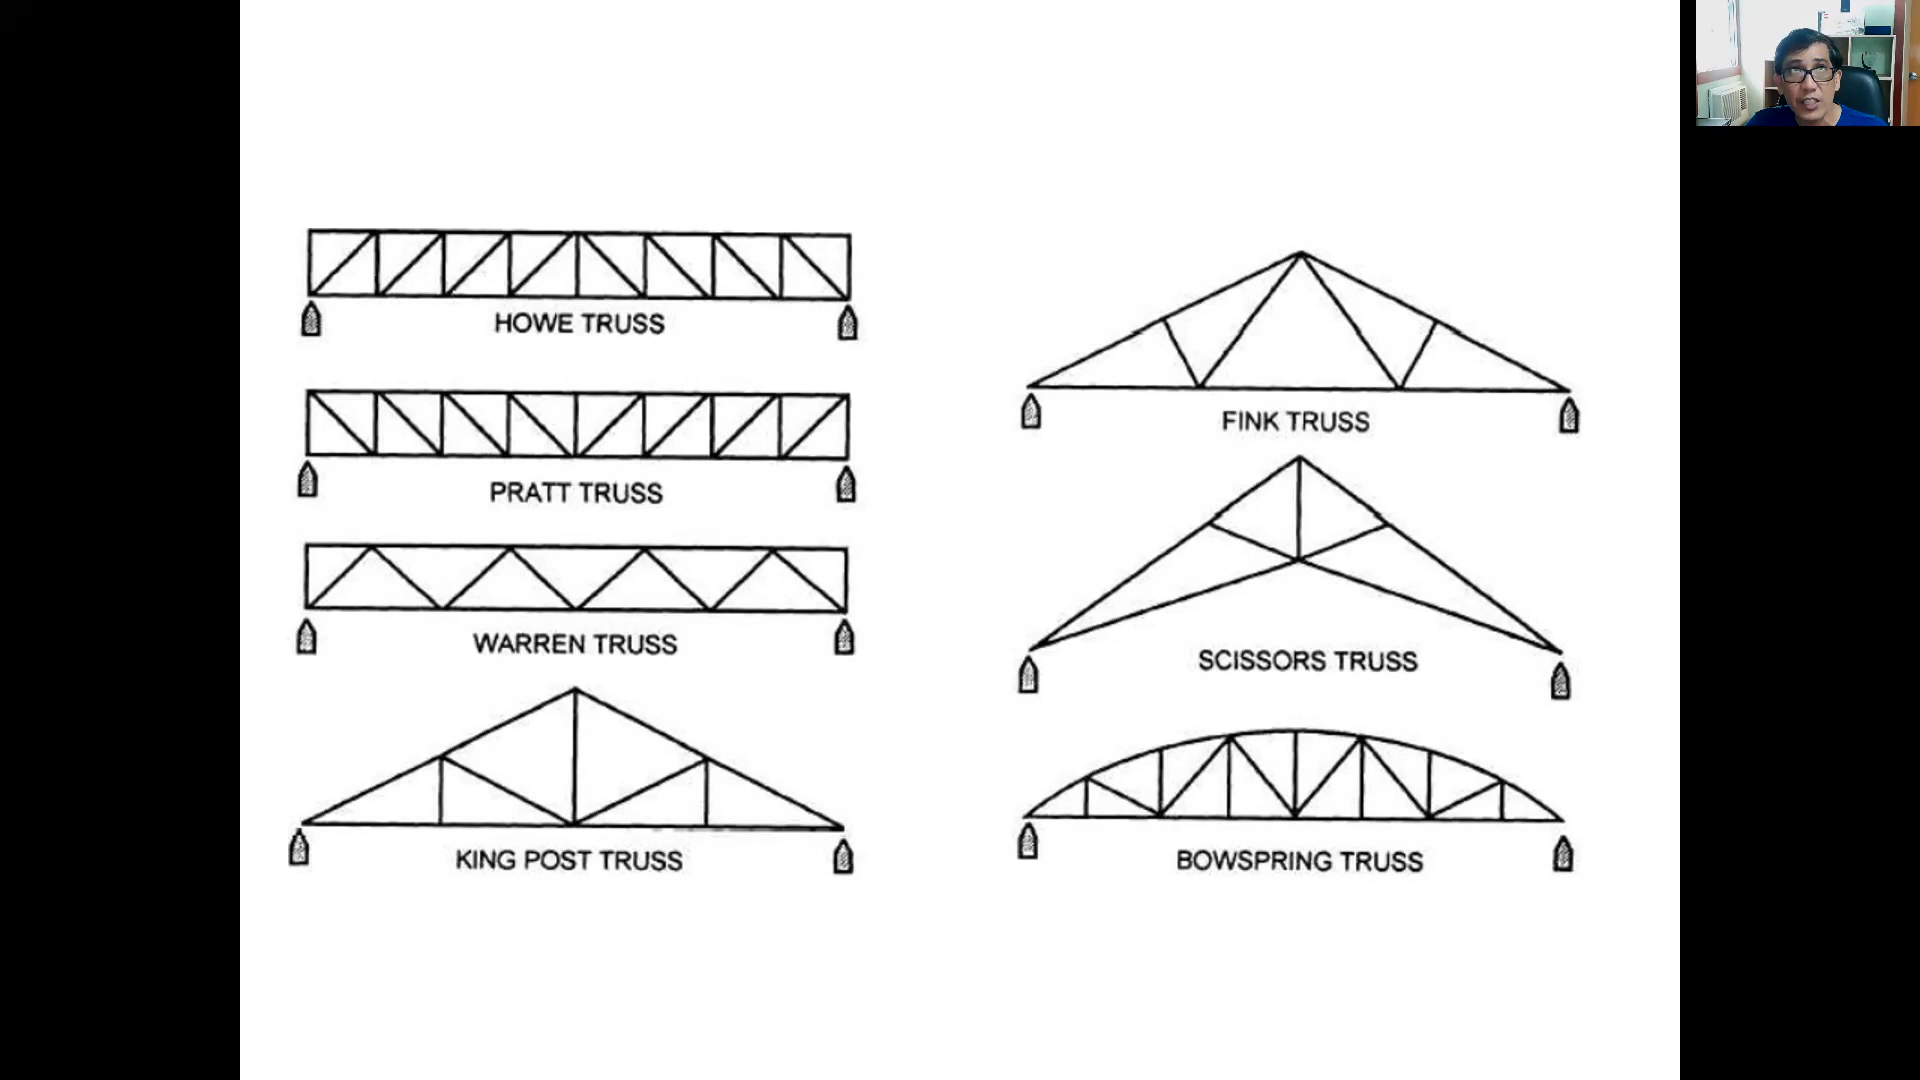 HOWE TRUSS
PRATT TRUSS
WARREN TRUSS
KING POST TRUSS
FINK TRUSS
SCISSORS TRUSS
BOWSPRING TRUSS